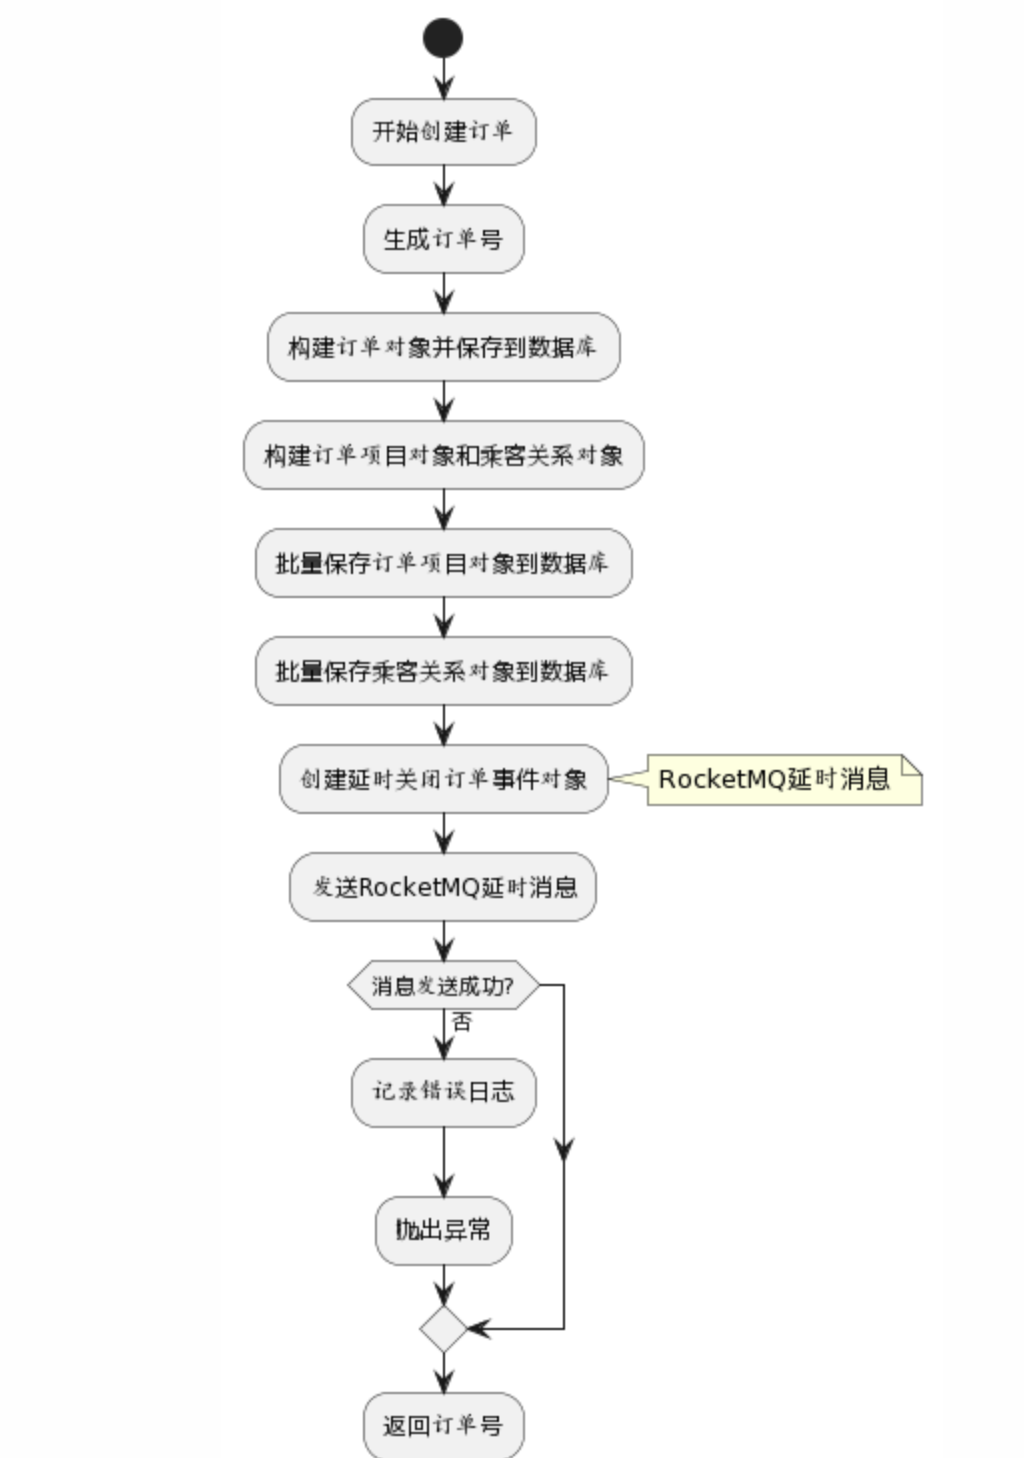 开始创建订单
生成订单号
构建订单对象并保存到数据库
构建订单项目对象和乘客关系对象
批量保存订单项目对象到数据库
批量保存乘客关系对象到数据库
创建延时关闭订单事件对象
RocketMQ延时消息
发送RocketMQ延时消息
消息发送成功?
否
记录错误日志
抛出异常
返回订单号